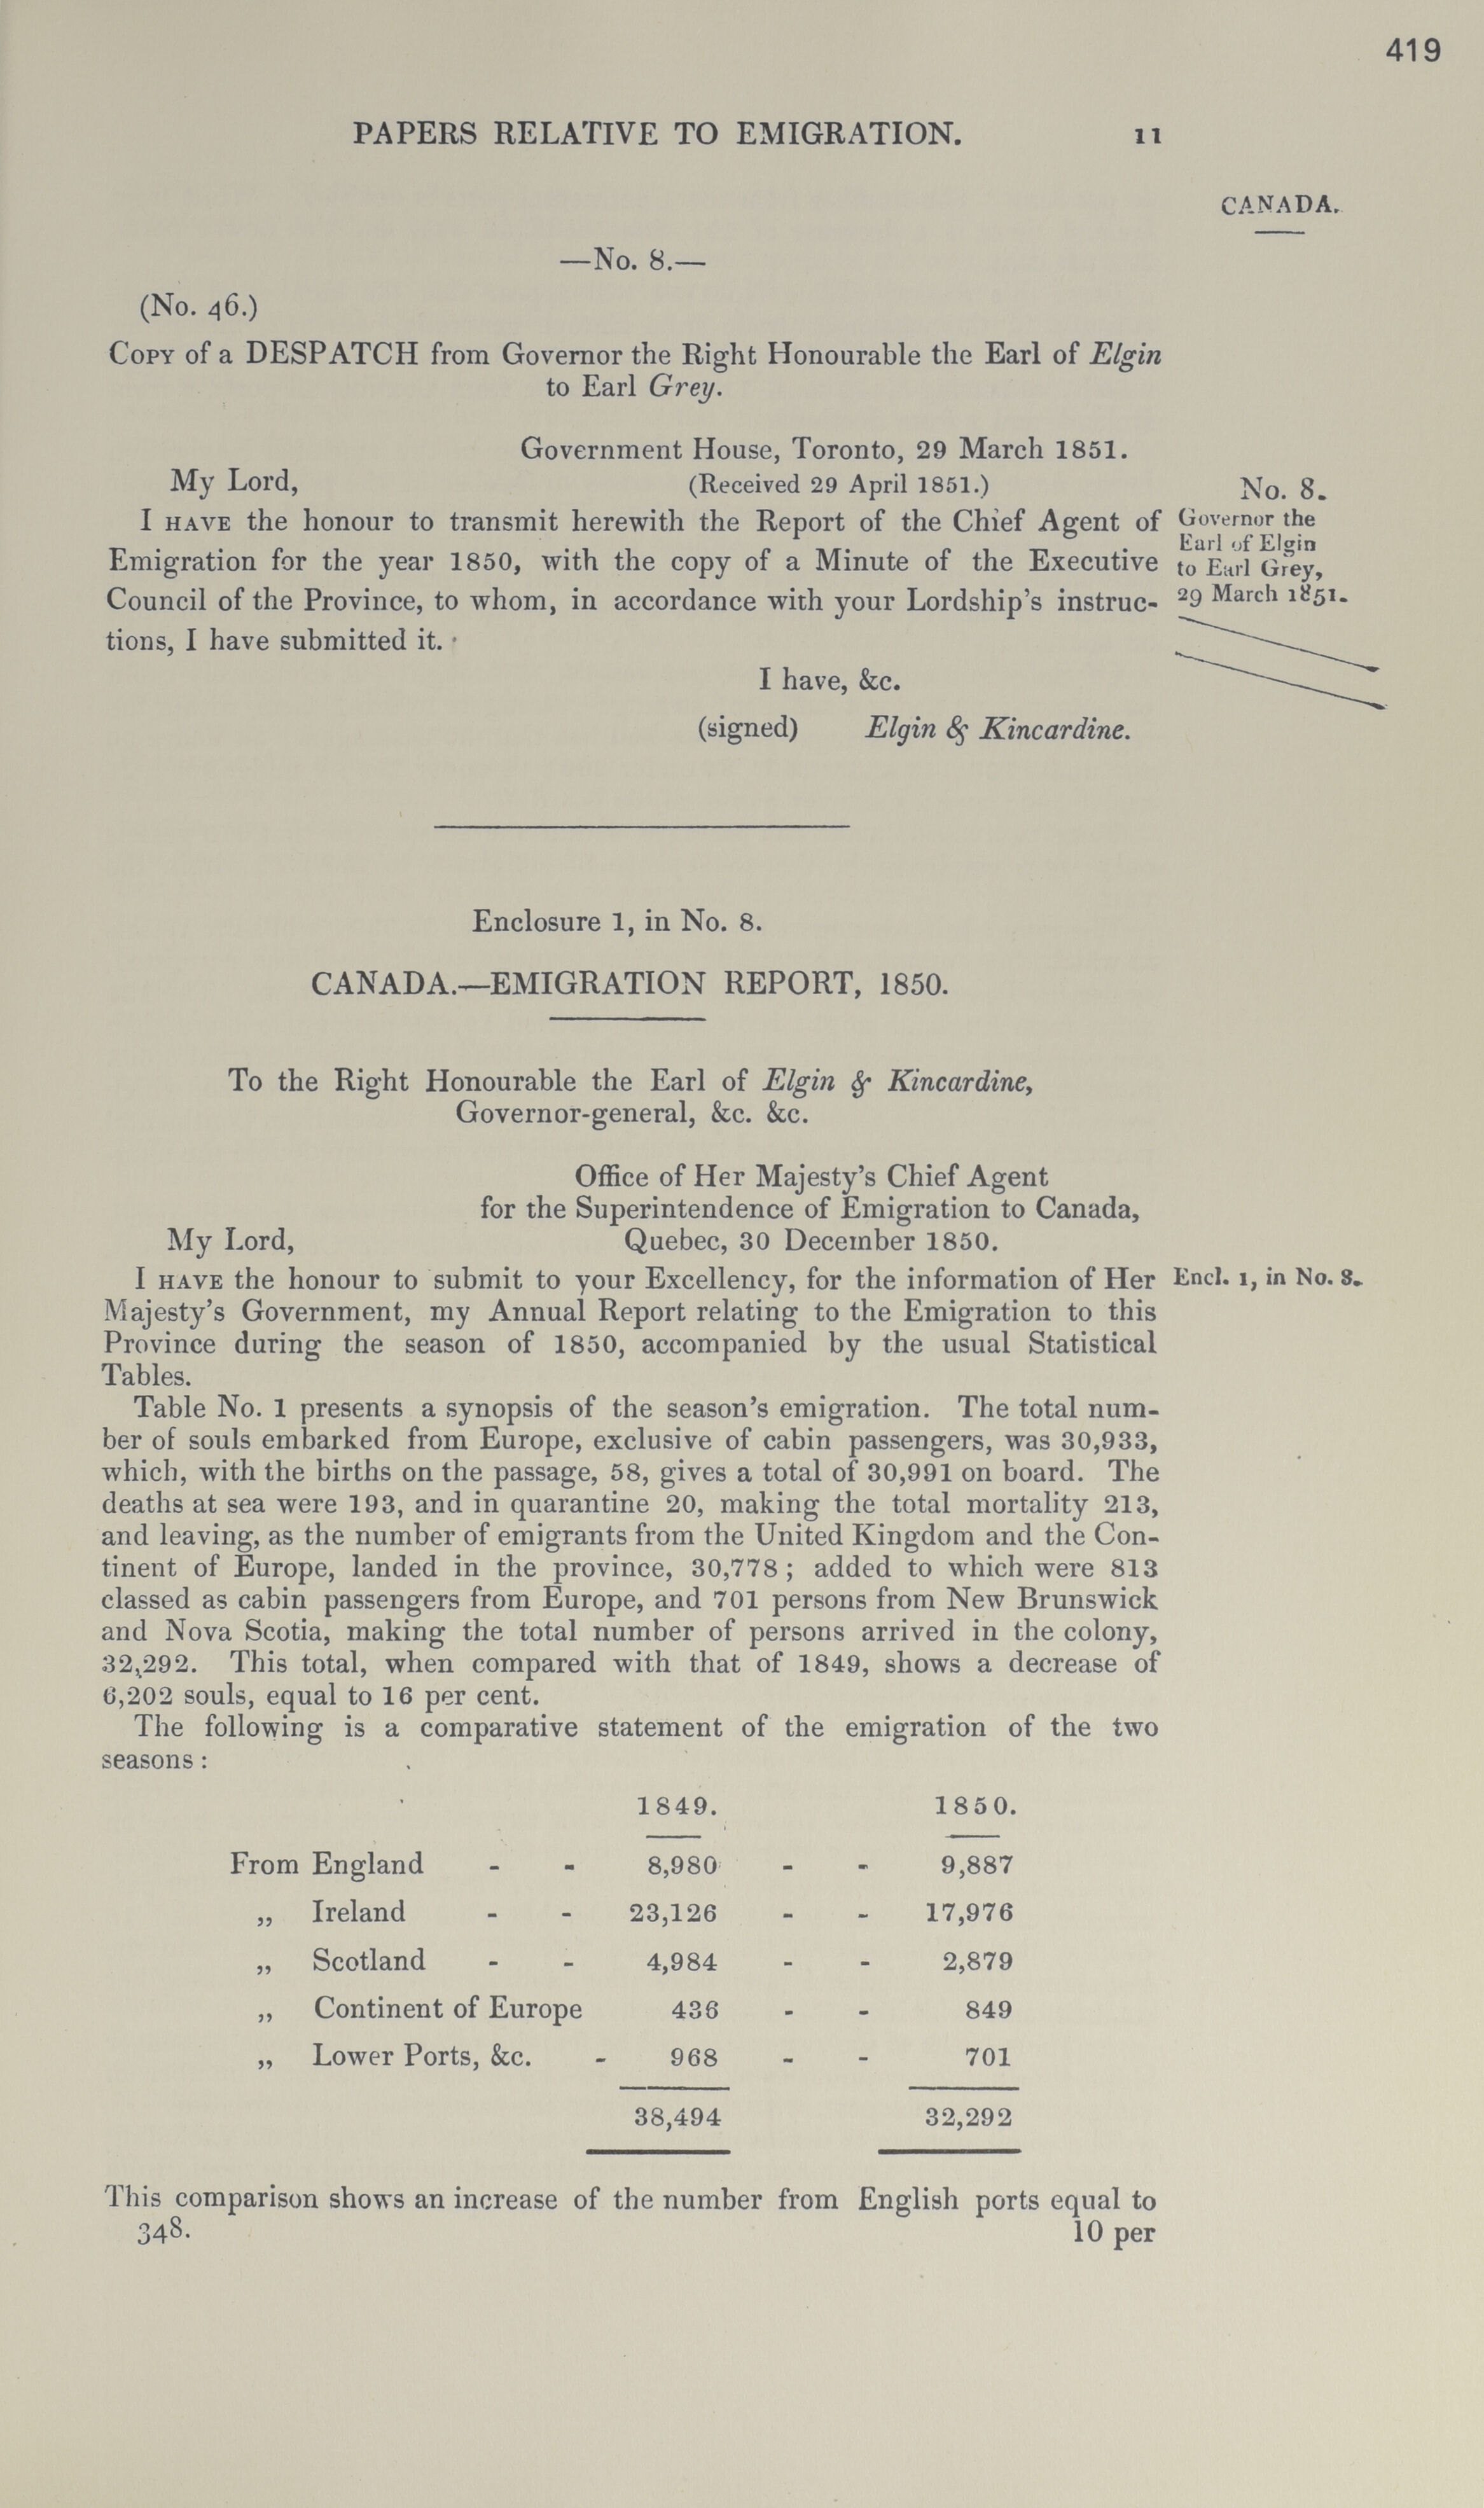 419
PAPERS RELATIVE TO EMIGRATION. 11
CANADA.
—No. 8.—
(No. 46.)
COPY of a DESPATCH from Governor the Right Honourable the Earl of Elgin
to Earl Grey.
Government House, Toronto, 29 March 1851.
My Lord, (Received 29 April 1851.)
I HAVE the honour to transmit herewith the Report of the Chief Agent of
Emigration for the year 1850, with the copy of a Minute of the Executive
Council of the Province, to whom, in accordance with your Lordship's instruc-
tions, I have submitted it.
No. 8.
Governor the
Earl of Elgin
to Earl Grey,
29 March 1851.
I have, &c.
(signed) Elgin & Kincardine.
Enclosure 1, in No. 8.
CANADA.—EMIGRATION REPORT, 1850.
To the Right Honourable the Earl of Elgin & Kincardine,
Governor-general, &c. &c.
Office of Her Majesty's Chief Agent
for the Superintendence of Emigration to Canada,
My Lord, Quebec, 30 December 1850.
I HAVE the honour to submit to your Excellency, for the information of Her
Encl. 1, in No. 8.
Majesty's Government, my Annual Report relating to the Emigration to this
Province during the season of 1850, accompanied by the usual Statistical
Tables.
Table No. 1 presents a synopsis of the season's emigration. The total num-
ber of souls embarked from Europe, exclusive of cabin passengers, was 30,933,
which, with the births on the passage, 58, gives a total of 30,991 on board. The
deaths at sea were 193, and in quarantine 20, making the total mortality 213,
and leaving, as the number of emigrants from the United Kingdom and the Con-
tinent of Europe, landed in the province, 30,778; added to which were 813
classed as cabin passengers from Europe, and 701 persons from New Brunswick
and Nova Scotia, making the total number of persons arrived in the colony,
32,292. This total, when compared with that of 1849, shows a decrease of
6,202 souls, equal to 16 per cent.
The following is a comparative statement of the emigration of the two
seasons:
1849. 1850.
From England - - 8,980 - - 9,887
„ Ireland - - 23,126 - - 17,976
„ Scotland - - 4,984 - - 2,879
„ Continent of Europe 436 - - 849
„ Lower Ports, &c. - 968 - - 701
38,494 32,292
This comparison shows an increase of the number from English ports equal to
348. 10 per